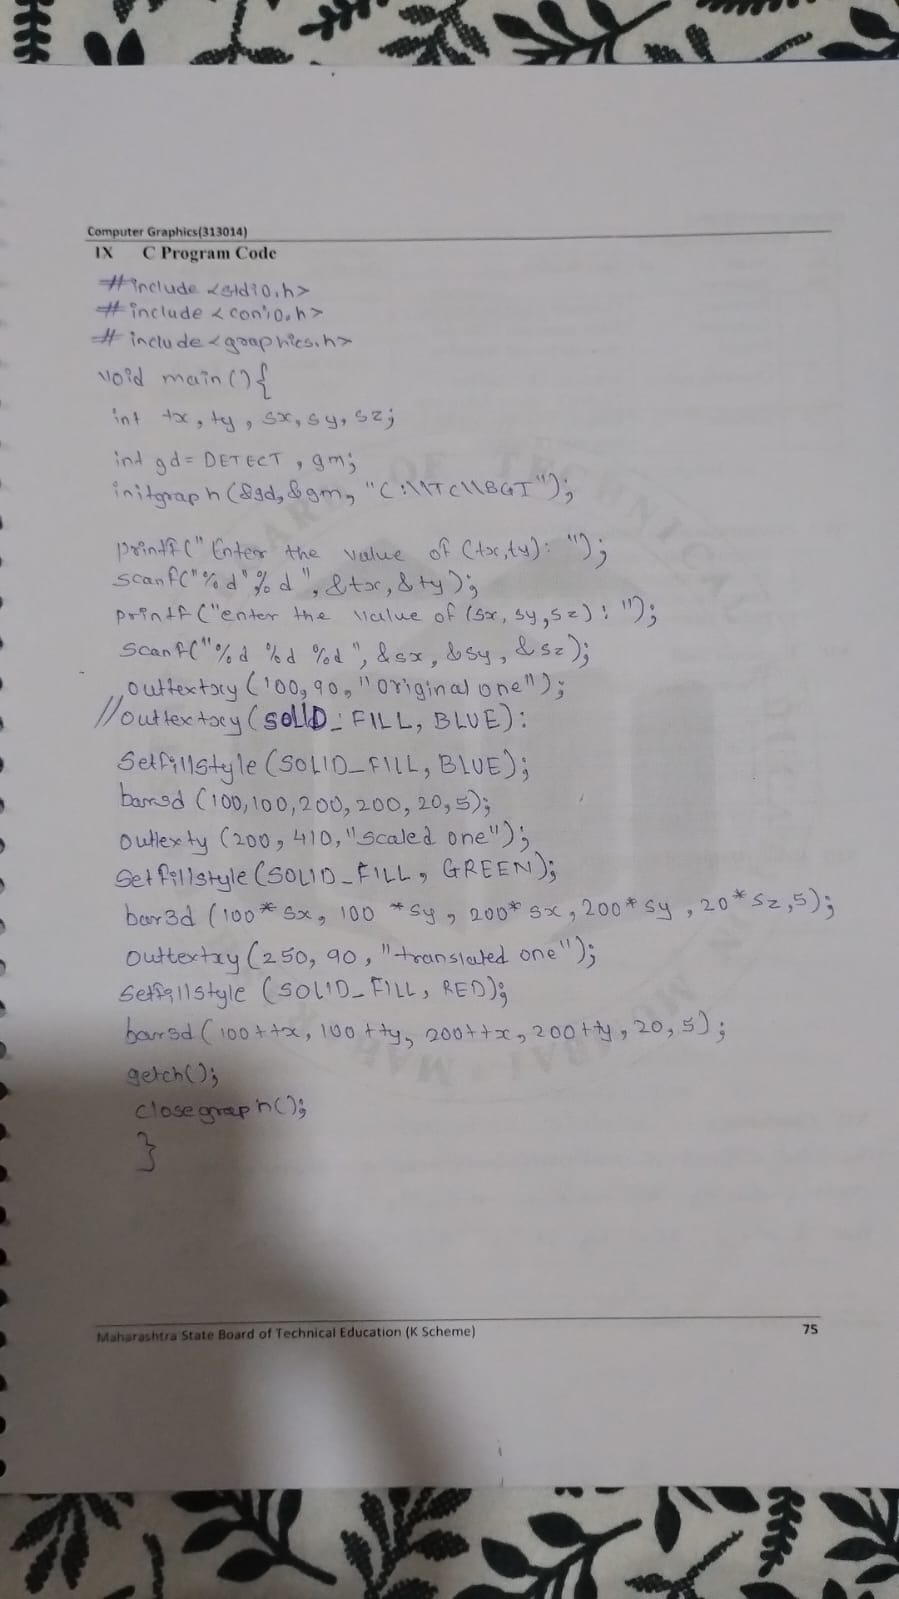 Computer Graphics(313014)
IX C Program Code
#include <stdio.h>
#include <conio.h>
#include <graphics.h>
void main(){
int tx, ty, sx, sy, sz;
int gd = DETECT, gm;
initgraph(&gd, &gm, "C:\\TC\\BGI");
printf("Enter the value of (tx,ty): ");
scanf("%d"%d", &tx, &ty);
printf("enter the value of (sx, sy, sz): ");
scanf("%d %d %d", &sx, &sy, &sz);
outtextxy(100, 90, "original one");
//outtextxy(SOLID_FILL, BLUE):
Setfillstyle(SOLID_FILL, BLUE);
bar3d(100,100,200,200,20,5);
outtexty(200, 410, "scaled one");
Setfillstyle(SOLID_FILL, GREEN);
bar3d(100*sx, 100*sy, 200*sx, 200*sy, 20*sz,5);
outtextxy(250, 90, "translated one");
Setfillstyle (SOLID_FILL, RED);
bar3d(100+tx, 100+ty, 200+tx, 200+ty, 20, 5);
getch();
closegraph();
}
Maharashtra State Board of Technical Education (K Scheme) 75